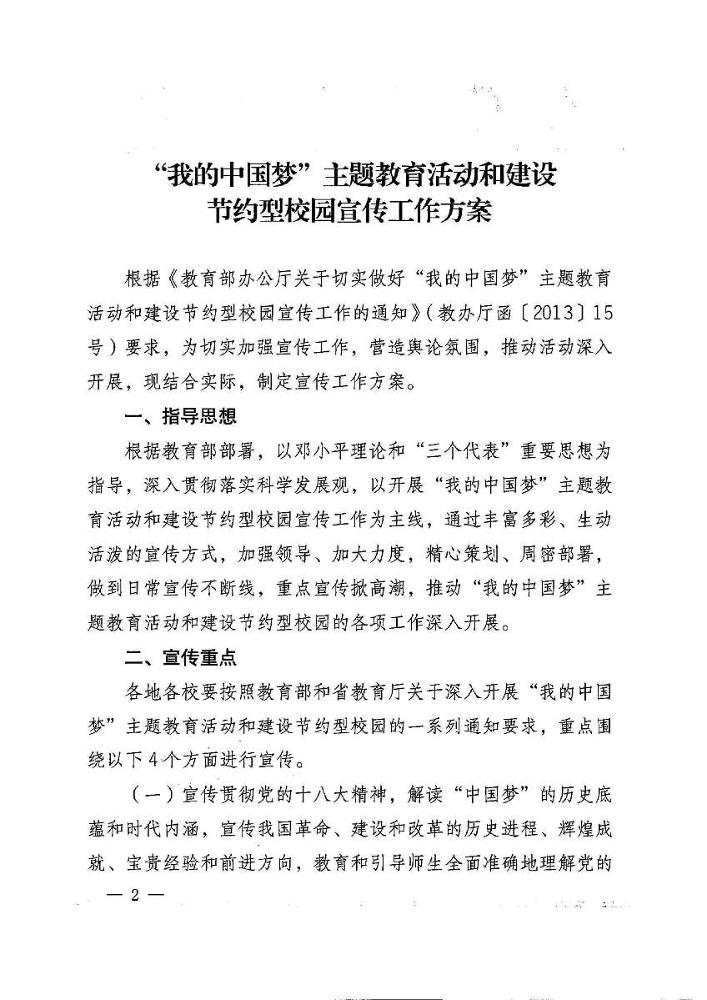 “我的中国梦”主题教育活动和建设
节约型校园宣传工作方案
根据《教育部办公厅关于切实做好“我的中国梦”主题教育
活动和建设节约型校园宣传工作的通知》（教办厅函〔2013〕15
号）要求，为切实加强宣传工作，营造舆论氛围，推动活动深入
开展，现结合实际，制定宣传工作方案。
一、指导思想
根据教育部部署，以邓小平理论和“三个代表”重要思想为
指导，深入贯彻落实科学发展观，以开展“我的中国梦”主题教
育活动和建设节约型校园宣传工作为主线，通过丰富多彩、生动
活泼的宣传方式，加强领导、加大力度，精心策划、周密部署，
做到日常宣传不断线，重点宣传掀高潮，推动“我的中国梦”主
题教育活动和建设节约型校园的各项工作深入开展。
二、宣传重点
各地各校要按照教育部和省教育厅关于深入开展“我的中国
梦”主题教育活动和建设节约型校园的一系列通知要求，重点围
绕以下4个方面进行宣传。
（一）宣传贯彻党的十八大精神，解读“中国梦”的历史底
蕴和时代内涵，宣传我国革命、建设和改革的历史进程、辉煌成
就、宝贵经验和前进方向，教育和引导师生全面准确地理解党的
— 2 —